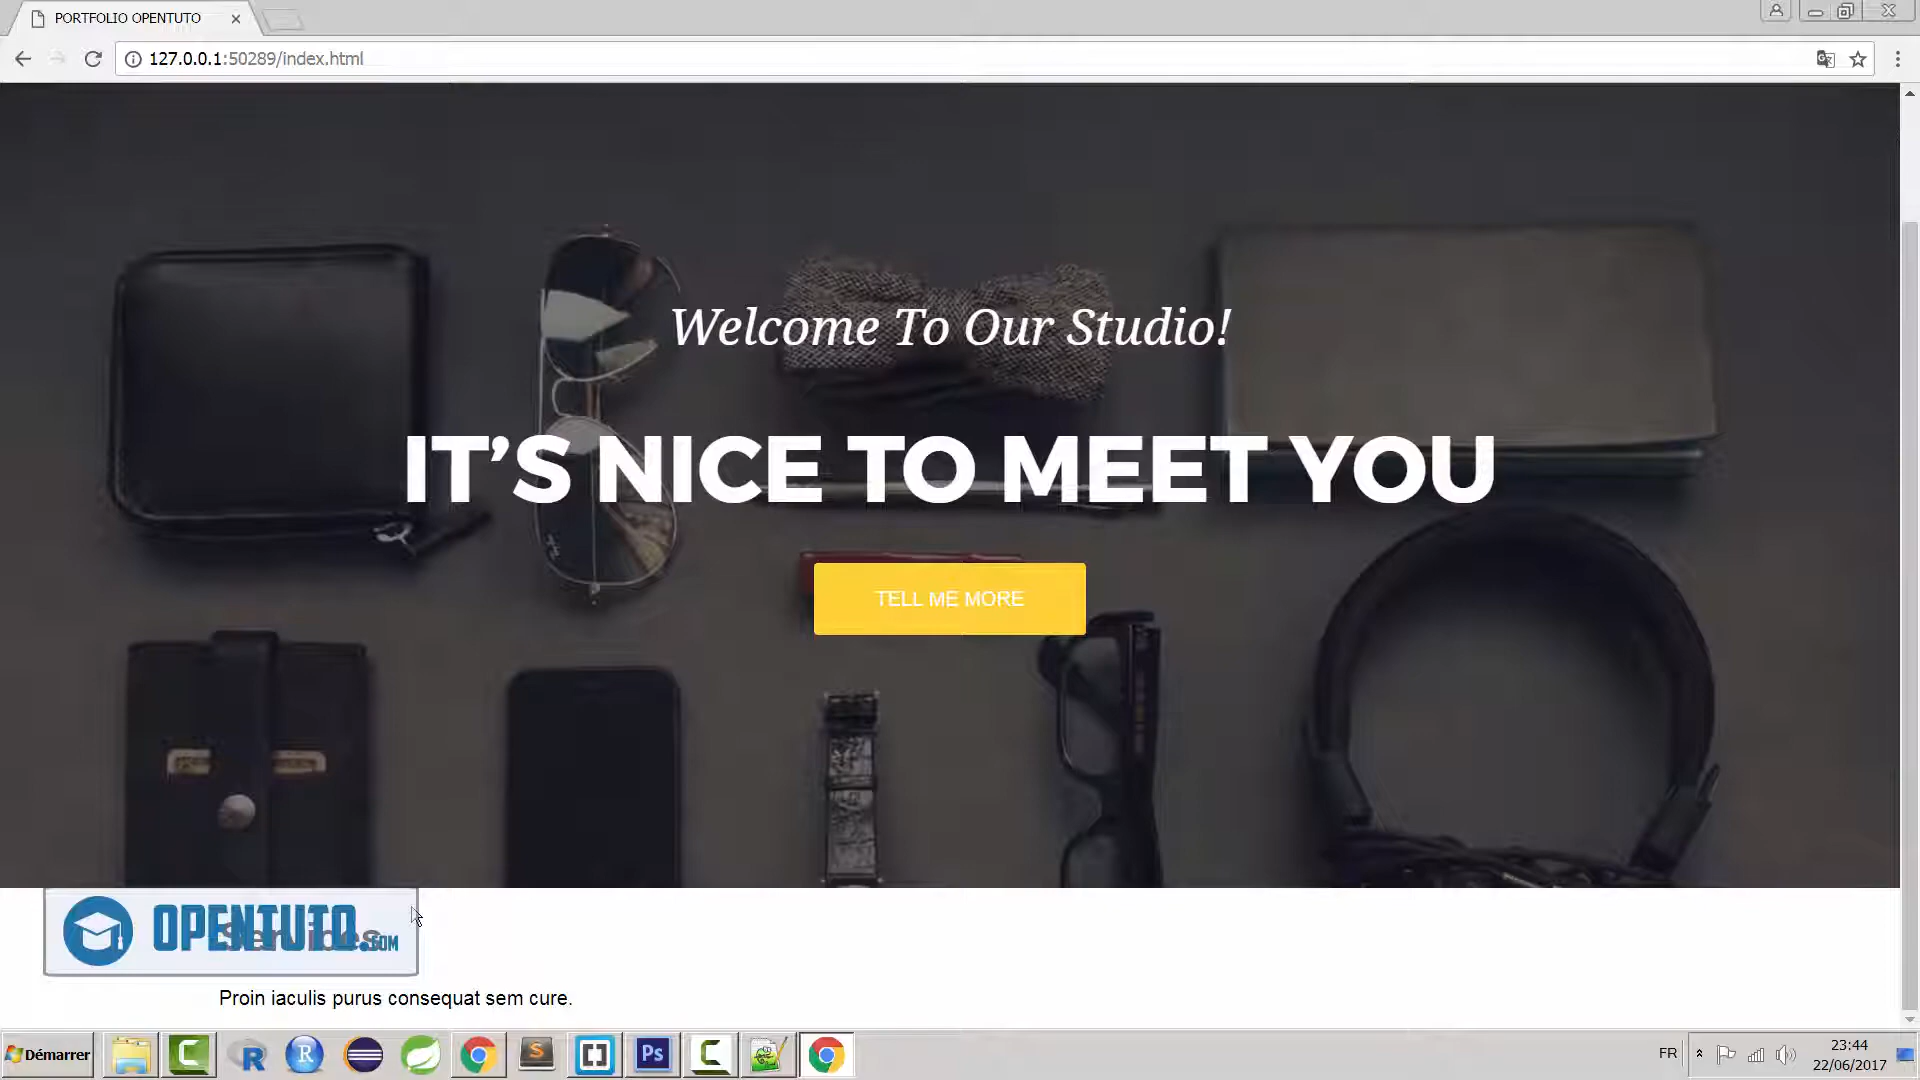 PORTFOLIO OPENTUTO
127.0.0.1:50289/index.html
Welcome To Our Studio!
IT’S NICE TO MEET YOU
TELL ME MORE
Services
OPENTUTO.COM
Proin iaculis purus consequat sem cure.
Démarrer
R
R
S
Ps
FR
23:44
22/06/2017